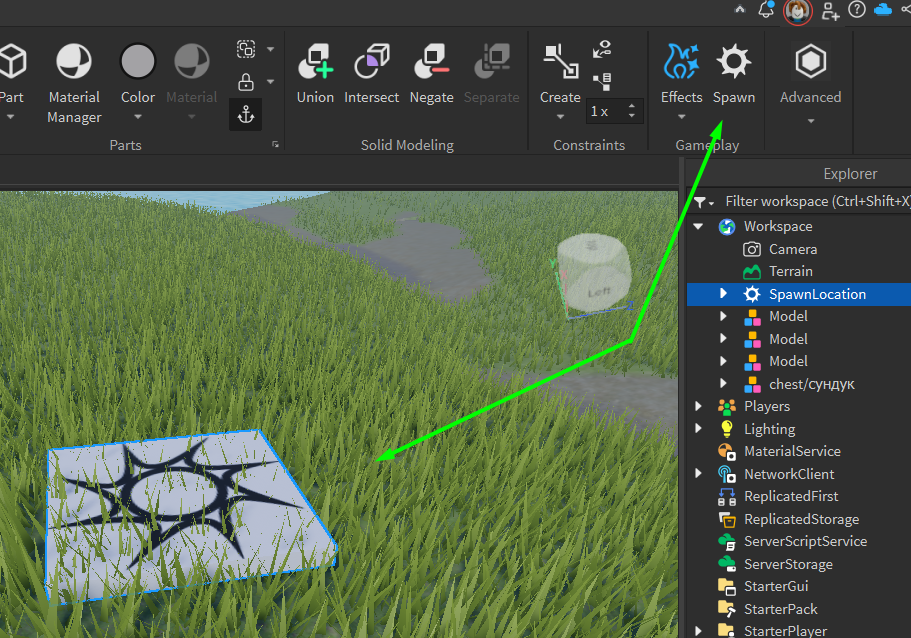 Part
Material Manager
Color
Material
Union
Intersect
Negate
Separate
Create
1 x
Effects
Spawn
Advanced
Parts
Solid Modeling
Constraints
Gameplay
Explorer
Filter workspace (Ctrl+Shift+X)
Workspace
Camera
Terrain
SpawnLocation
Model
Model
Model
chest/сундук
Players
Lighting
MaterialService
NetworkClient
ReplicatedFirst
ReplicatedStorage
ServerScriptService
ServerStorage
StarterGui
StarterPack
StarterPlayer
Left